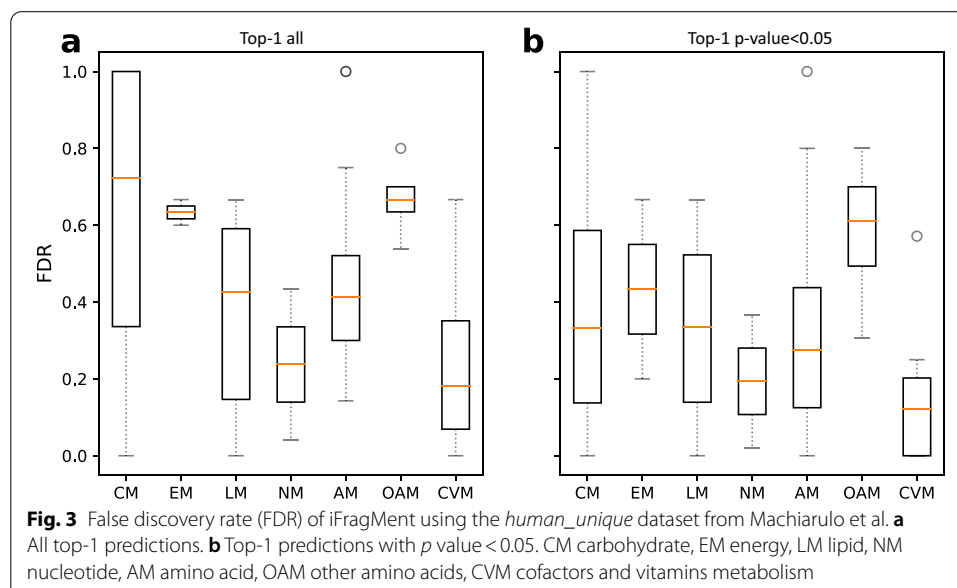 a
Top-1 all
b
Top-1 p-value<0.05
1.0
0.8
0.6
0.4
0.2
0.0
FDR
CM EM LM NM AM OAM CVM
CM EM LM NM AM OAM CVM
Fig. 3 False discovery rate (FDR) of iFragMent using the human_unique dataset from Machiarulo et al. a
All top-1 predictions. b Top-1 predictions with p value < 0.05. CM carbohydrate, EM energy, LM lipid, NM
nucleotide, AM amino acid, OAM other amino acids, CVM cofactors and vitamins metabolism